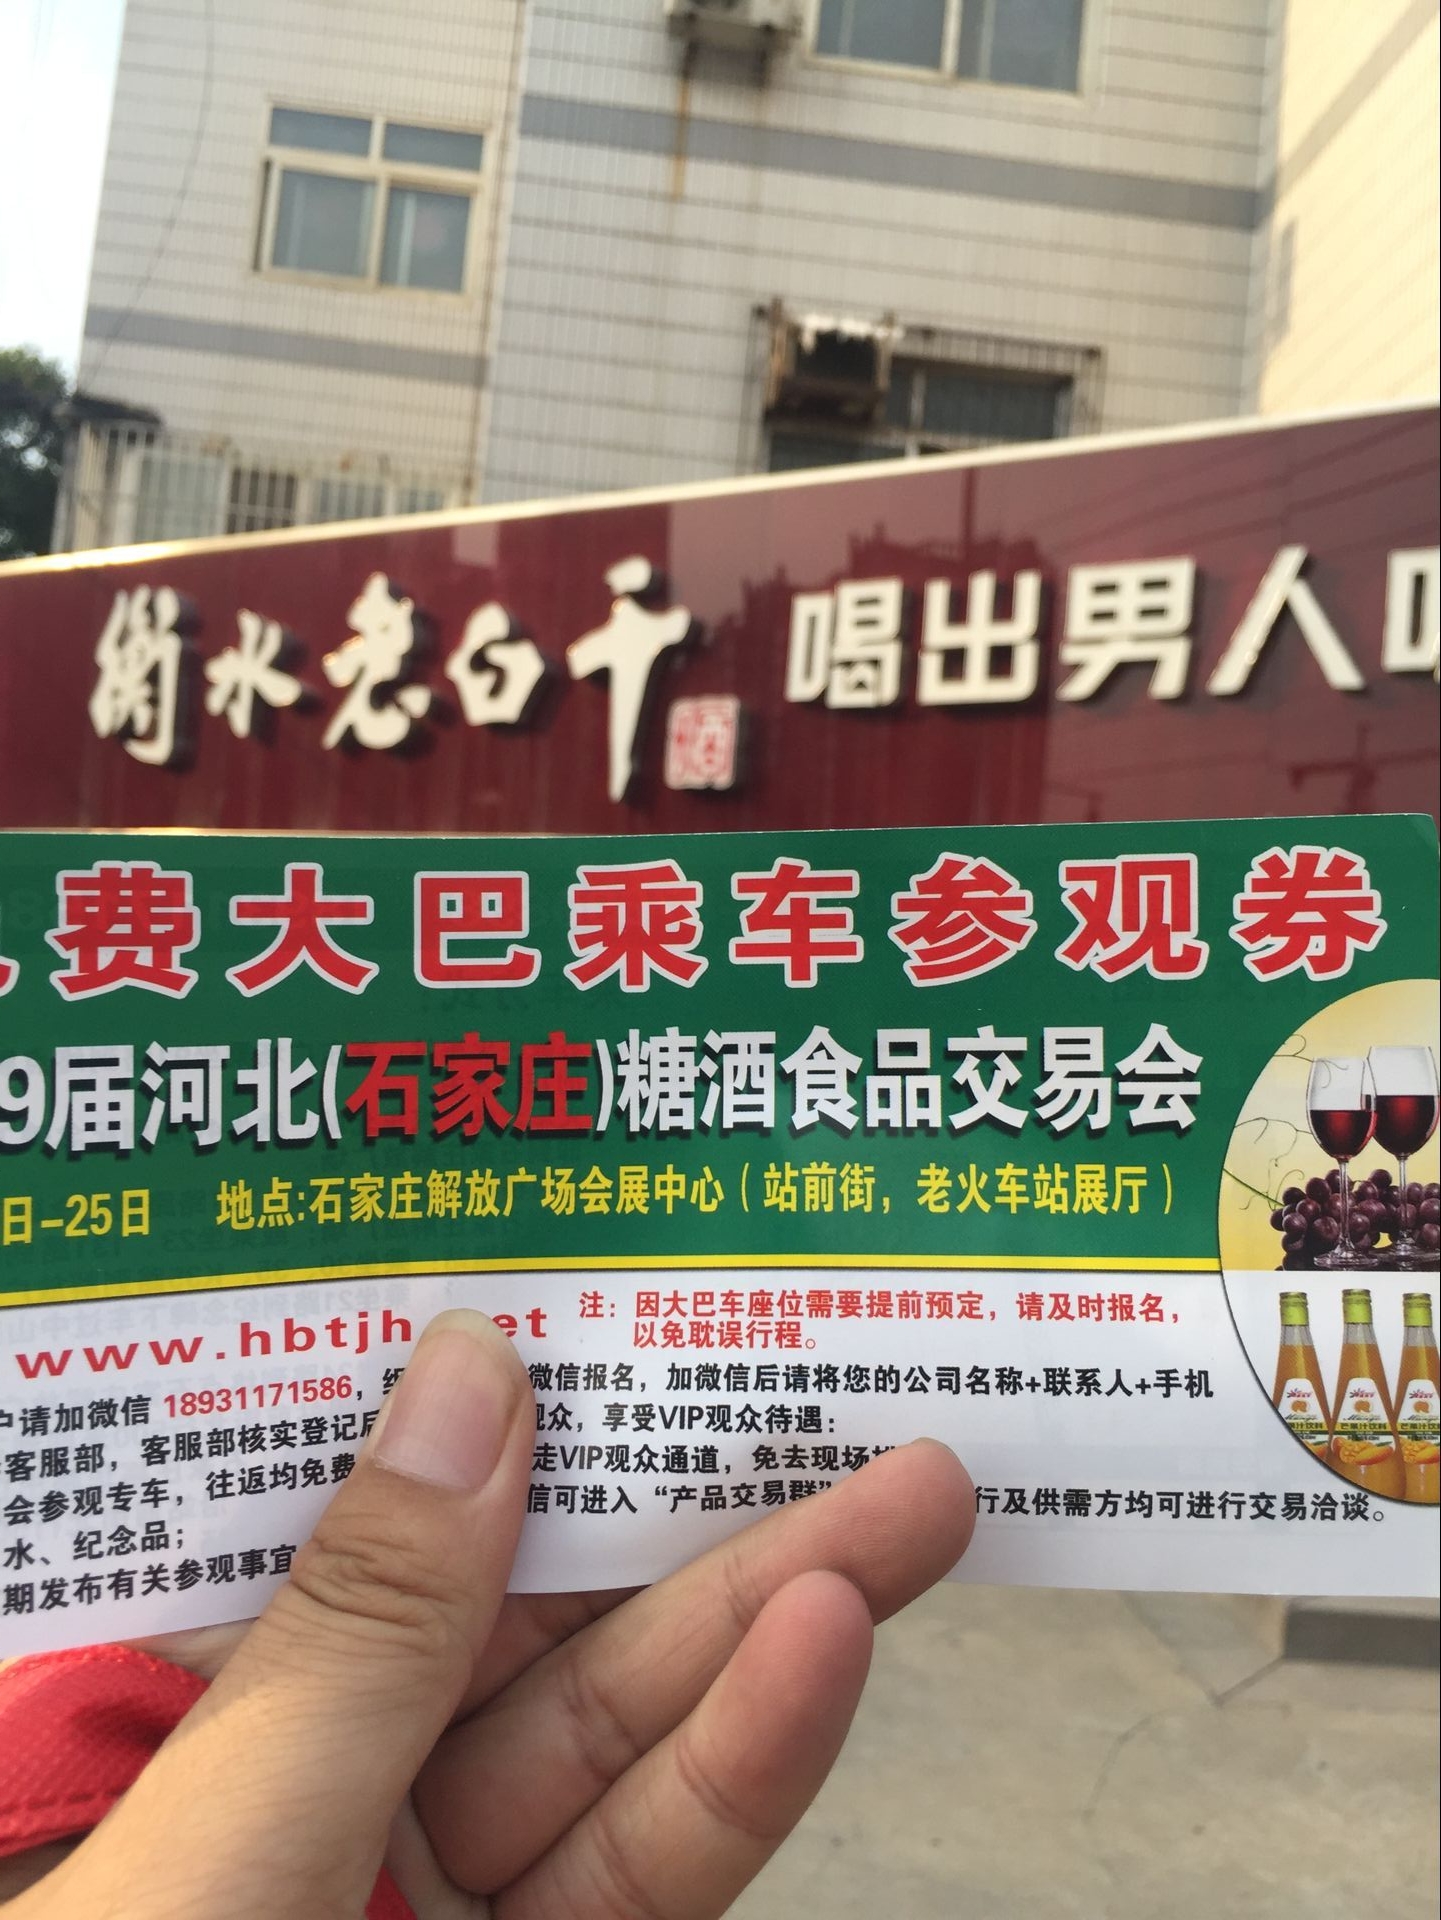 衡水老白干 喝出男人
费大巴乘车参观券
9届河北(石家庄)糖酒食品交易会
日-25日 地点:石家庄解放广场会展中心（站前街，老火车站展厅）
www.hbtjh.net
注：因大巴车座位需要提前预定，请及时报名，
以免耽误行程。
户请加微信 18931171586， 微信报名，加微信后请将您的公司名称+联系人+手机
客服部，客服部核实登记后 观众，享受VIP观众待遇：
会参观专车，往返均免费 走VIP观众通道，免去现场
水、纪念品； 信可进入“产品交易群” 行及供需方均可进行交易洽谈。
期发布有关参观事宜